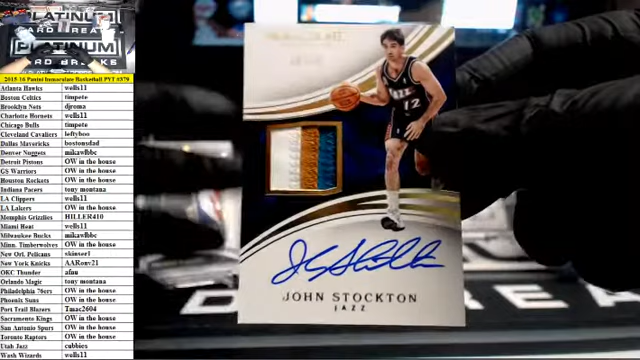 PLATINUM
CARD BREAKS
2015-16 Panini Immaculate Basketball PYT #379
Atlanta Hawks wells11
Boston Celtics timpete
Brooklyn Nets djroma
Charlotte Hornets wells11
Chicago Bulls timpete
Cleveland Cavaliers leftyboo
Dallas Mavericks bostonsdad
Denver Nuggets mikawlbbc
Detroit Pistons OW in the house
GS Warriors OW in the house
Houston Rockets OW in the house
Indiana Pacers tony montana
LA Clippers wells11
LA Lakers OW in the house
Memphis Grizzlies HILLER410
Miami Heat wells11
Milwaukee Bucks mikawlbbc
Minn. Timberwolves OW in the house
New Orl. Pelicans skinser1
New York Knicks AARonv21
OKC Thunder afnu
Orlando Magic tony montana
Philadelphia 76ers OW in the house
Phoenix Suns OW in the house
Port Trail Blazers Tmac2604
Sacramento Kings OW in the house
San Antonio Spurs OW in the house
Toronto Raptors OW in the house
Utah Jazz cubbies
Wash Wizards wells11
12
JOHN STOCKTON
JAZZ